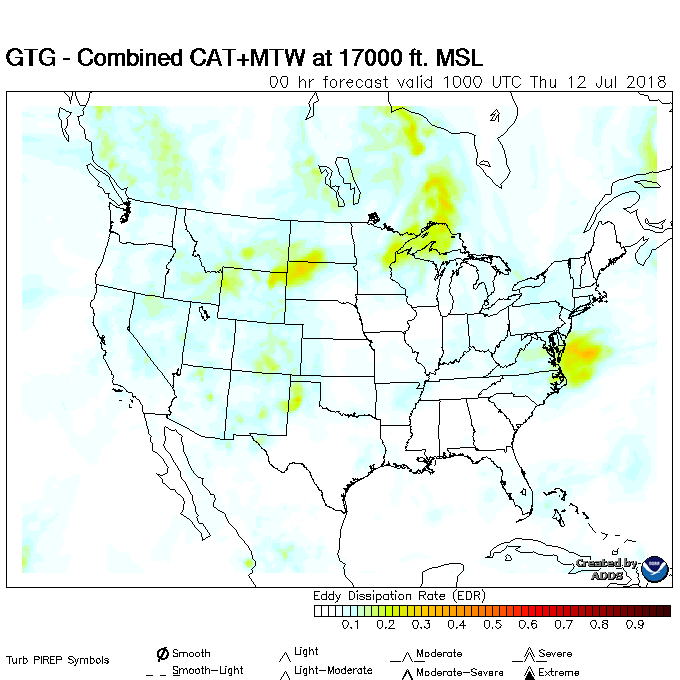 GTG - Combined CAT+MTW at 17000 ft. MSL
00 hr forecast valid 1000 UTC Thu 12 Jul 2018
Created by
ADDS
Eddy Dissipation Rate (EDR)
0.1 0.2 0.3 0.4 0.5 0.6 0.7 0.8 0.9
Turb PIREP Symbols
Smooth Light Moderate Severe
Smooth-Light Light-Moderate Moderate-Severe Extreme